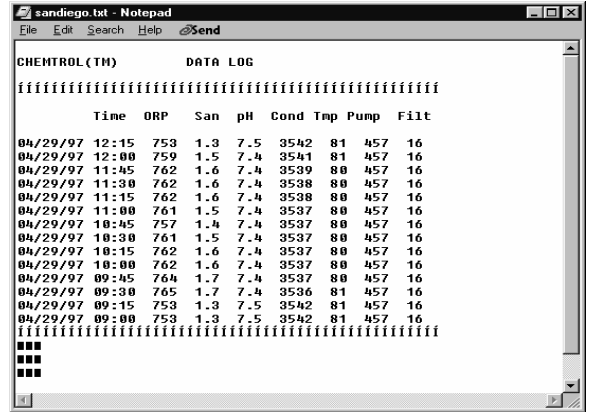 sandiego.txt - Notepad
File Edit Search Help Send
CHEMTROL(TM) DATA LOG
ííííííííííííííííííííííííííííííííííííííííííííííííí
Time ORP San pH Cond Tmp Pump Filt
04/29/97 12:15 753 1.3 7.5 3542 81 457 16
04/29/97 12:00 759 1.5 7.4 3541 81 457 16
04/29/97 11:45 762 1.6 7.4 3539 80 457 16
04/29/97 11:30 762 1.6 7.4 3538 80 457 16
04/29/97 11:15 762 1.6 7.4 3538 80 457 16
04/29/97 11:00 761 1.5 7.4 3537 80 457 16
04/29/97 10:45 757 1.4 7.4 3537 80 457 16
04/29/97 10:30 761 1.5 7.4 3537 80 457 16
04/29/97 10:15 762 1.6 7.4 3537 80 457 16
04/29/97 10:00 762 1.6 7.4 3537 80 457 16
04/29/97 09:45 764 1.7 7.4 3537 80 457 16
04/29/97 09:30 765 1.7 7.4 3536 81 457 16
04/29/97 09:15 753 1.3 7.5 3542 81 457 16
04/29/97 09:00 753 1.3 7.5 3542 81 457 16
ííííííííííííííííííííííííííííííííííííííííííííííííí
■■■
■■■
■■■